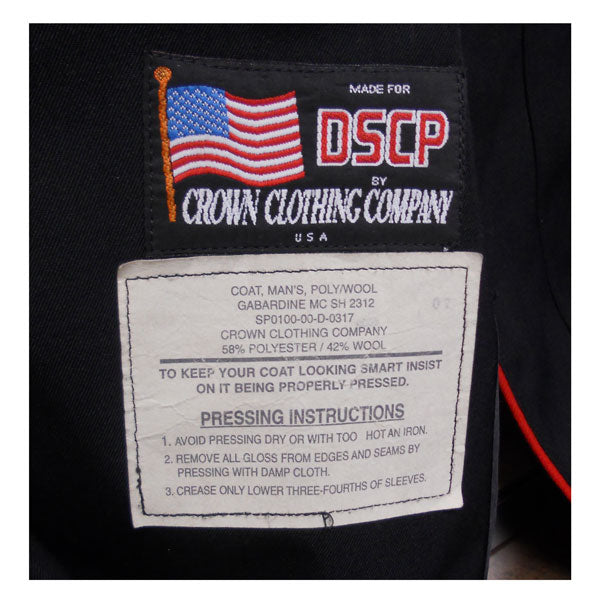 MADE FOR
DSCP
BY
CROWN CLOTHING COMPANY
USA
COAT, MAN'S, POLY/WOOL
GABARDINE MC SH 2312
SP0100-00-D-0317
CROWN CLOTHING COMPANY
58% POLYESTER / 42% WOOL
TO KEEP YOUR COAT LOOKING SMART INSIST
ON IT BEING PROPERLY PRESSED.
PRESSING INSTRUCTIONS
1. AVOID PRESSING DRY OR WITH TOO HOT AN IRON.
2. REMOVE ALL GLOSS FROM EDGES AND SEAMS BY
PRESSING WITH DAMP CLOTH.
3. CREASE ONLY LOWER THREE-FOURTHS OF SLEEVES.